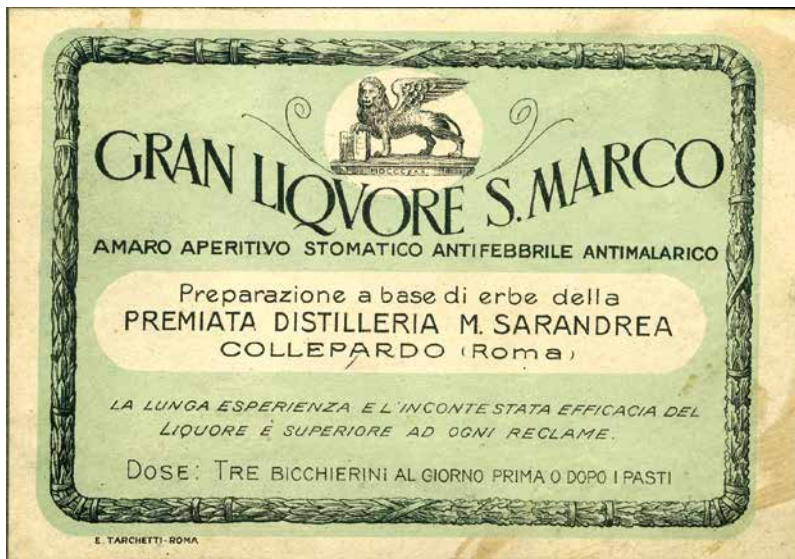 GRAN LIQVORE S. MARCO
AMARO APERITIVO STOMATICO ANTIFEBBRILE ANTIMALARICO
Preparazione a base di erbe della
PREMIATA DISTILLERIA M. SARANDREA
COLLEPARDO (Roma)
LA LUNGA ESPERIENZA E L'INCONTESTATA EFFICACIA DEL
LIQUORE È SUPERIORE AD OGNI RECLAME.
DOSE: TRE BICCHIERINI AL GIORNO PRIMA O DOPO I PASTI
E. TARCHETTI-ROMA